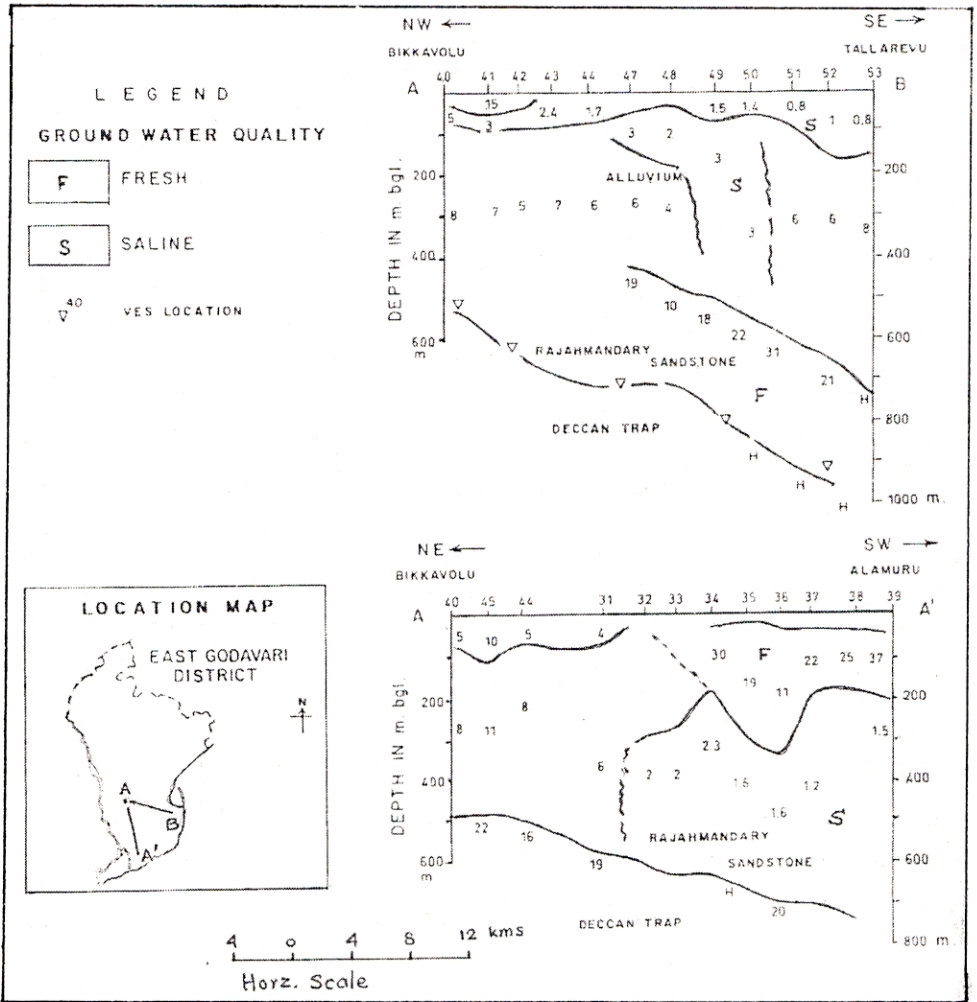 L E G E N D
GROUND WATER QUALITY
F FRESH
S SALINE
40 VES LOCATION
NW ← SE →
BIKKAVOLU TALLAREVU
A B
40 41 42 43 44 47 48 49 50 51 52 53
15 2.4 1.7 1.5 1.4 0.8 S 1 0.8
5 3 3 2 3
200 ALLUVIUM S 200
8 7 5 7 6 6 4 3 6 6 8
400 400
19 10 18 22 31 21
600 m RAJAHMANDARY SANDSTONE 600
F H
DECCAN TRAP 800
H H H
1000 m.
DEPTH IN m. bgl.
NE ← SW →
BIKKAVOLU ALAMURU
A A'
40 45 44 31 32 33 34 35 36 37 38 39
5 10 5 4 30 F 22 25 37
19 11
200 8 200
8 11 2.3 1.5
6 2 2 1.6 1.2
400 400
1.6 S
22 16 RAJAHMANDARY
600 m 19 SANDSTONE 600
H 20
DECCAN TRAP
800 m.
DEPTH IN m. bgl.
LOCATION MAP
EAST GODAVARI
DISTRICT
N
A
B
A'
4 0 4 8 12 kms
Horz. Scale